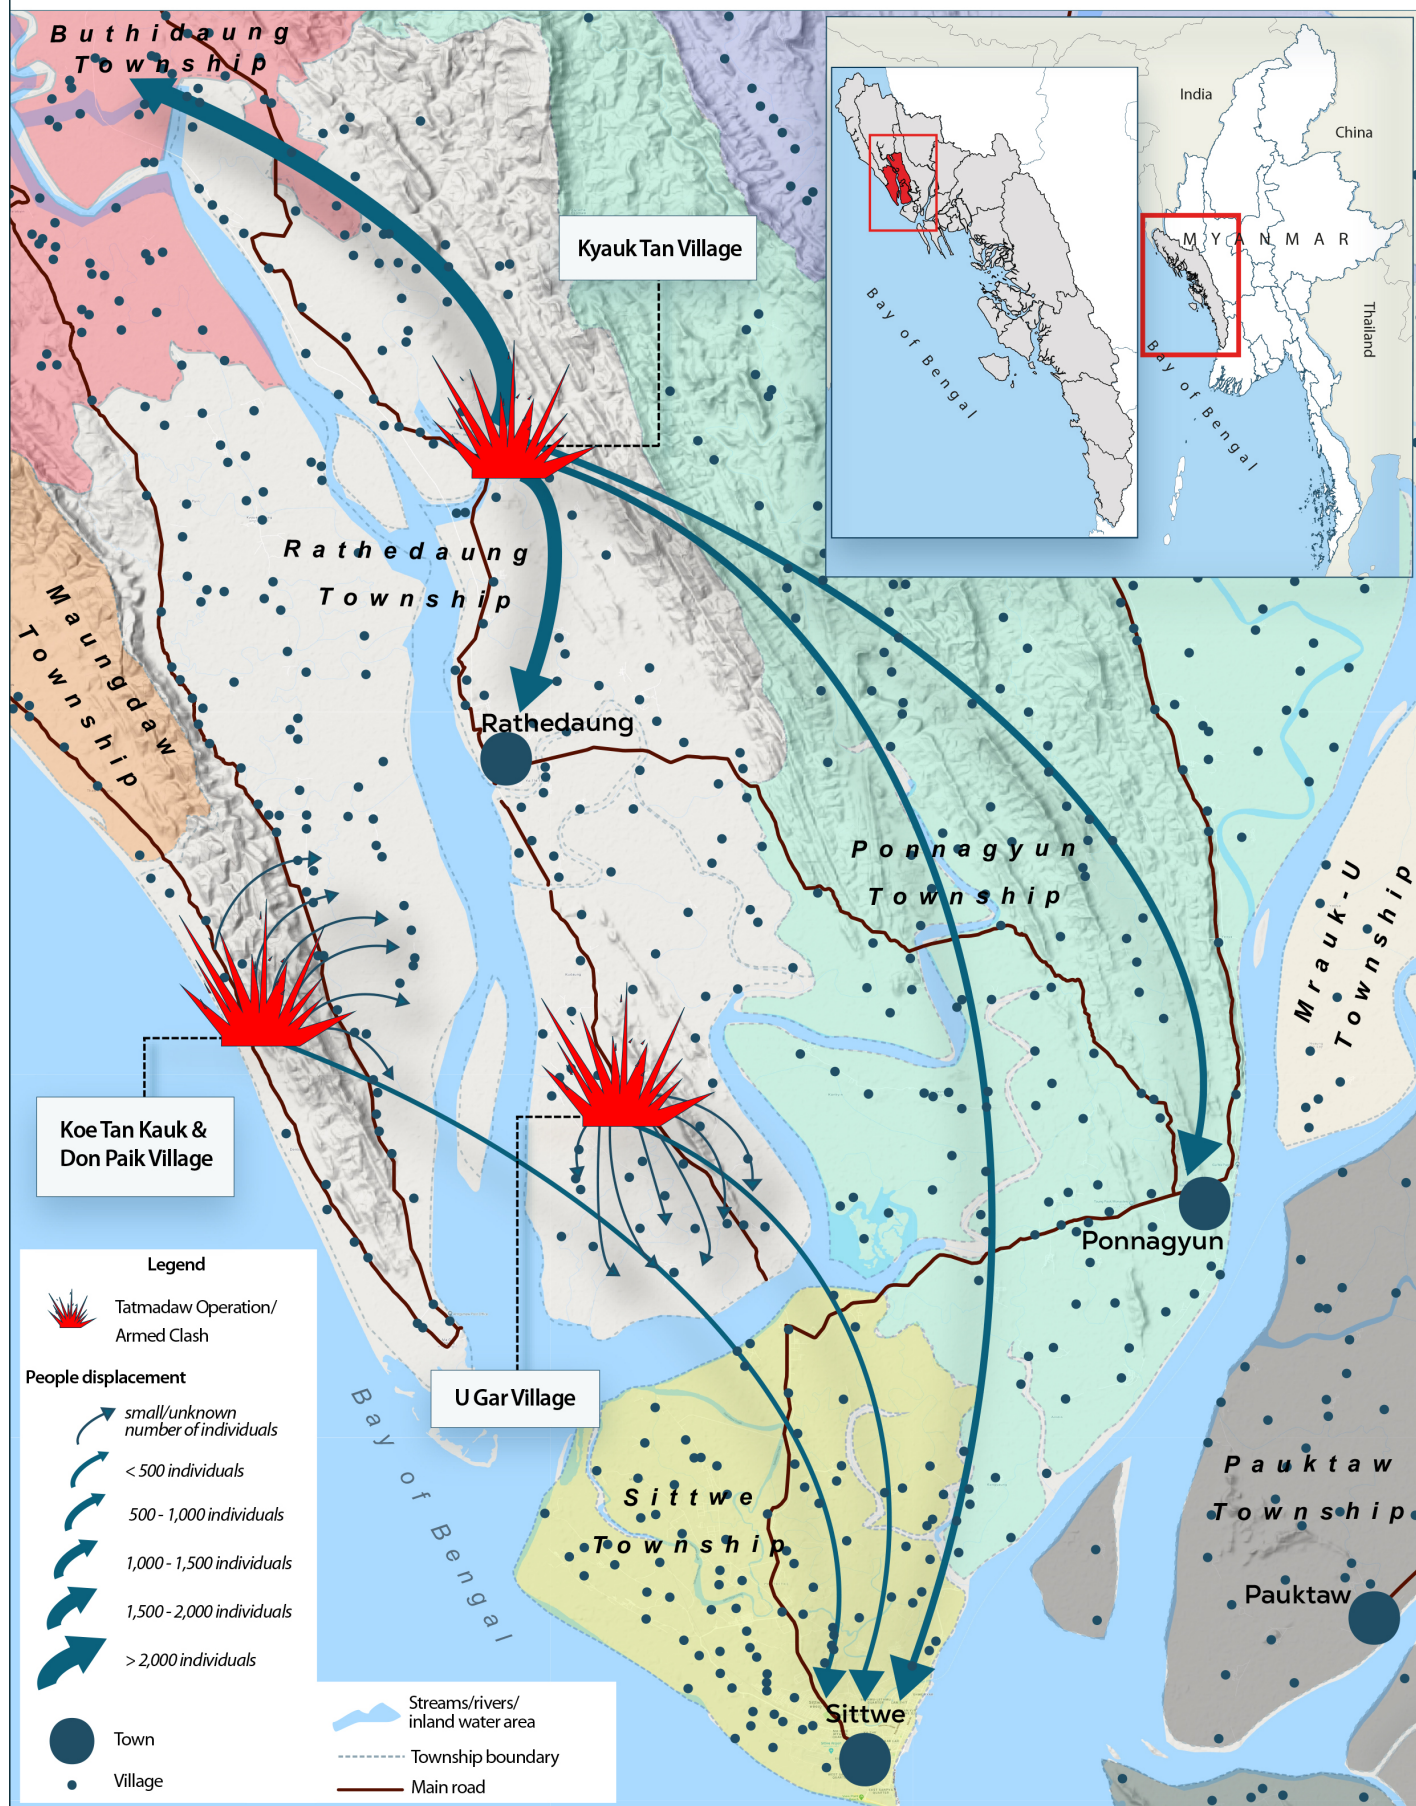 Buthidaung
Township
India
China
Kyauk Tan Village
MYANMAR
Bay of Bengal
Thailand
Bay of Bengal
Rathedaung
Township
Maungdaw
Township
Rathedaung
Ponnagyun
Township
Mrauk-U
Township
Koe Tan Kauk &
Don Paik Village
Ponnagyun
Legend
Tatmadaw Operation/
Armed Clash
People displacement
small/unknown
number of individuals
< 500 individuals
500 - 1,000 individuals
1,000 - 1,500 individuals
1,500 - 2,000 individuals
> 2,000 individuals
Town
Village
U Gar Village
Bay of Bengal
Sittwe
Township
Pauktaw
Township
Pauktaw
Streams/rivers/
inland water area
Township boundary
Main road
Sittwe